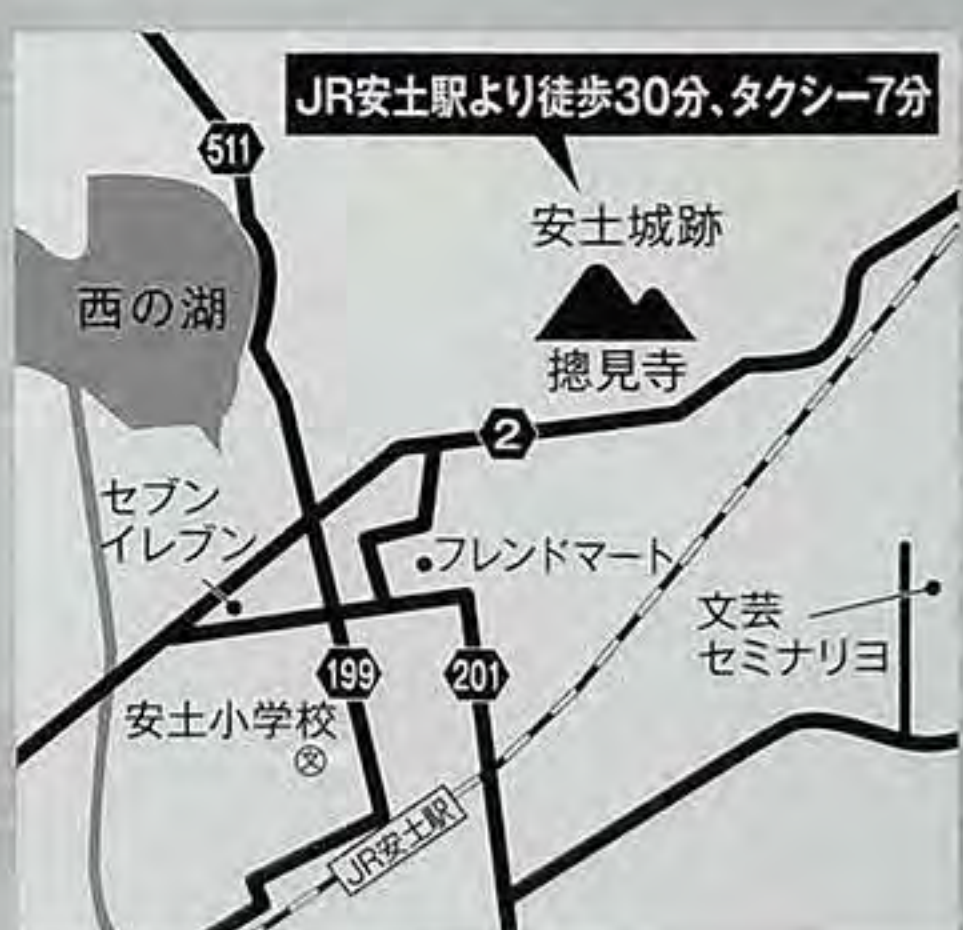 JR安土駅より徒歩30分、タクシー7分
511
安土城跡
西の湖
摠見寺
2
セブン
イレブン
フレンドマート
文芸
セミナリヨ
199
201
安土小学校
文
JR安土駅